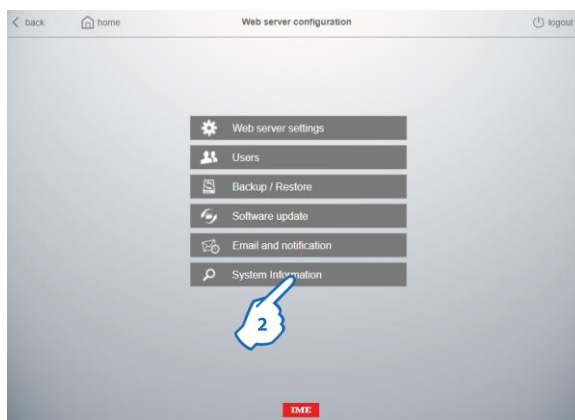 back home Web server configuration logout
Web server settings
Users
Backup / Restore
Software update
Email and notification
System Information
2
IME